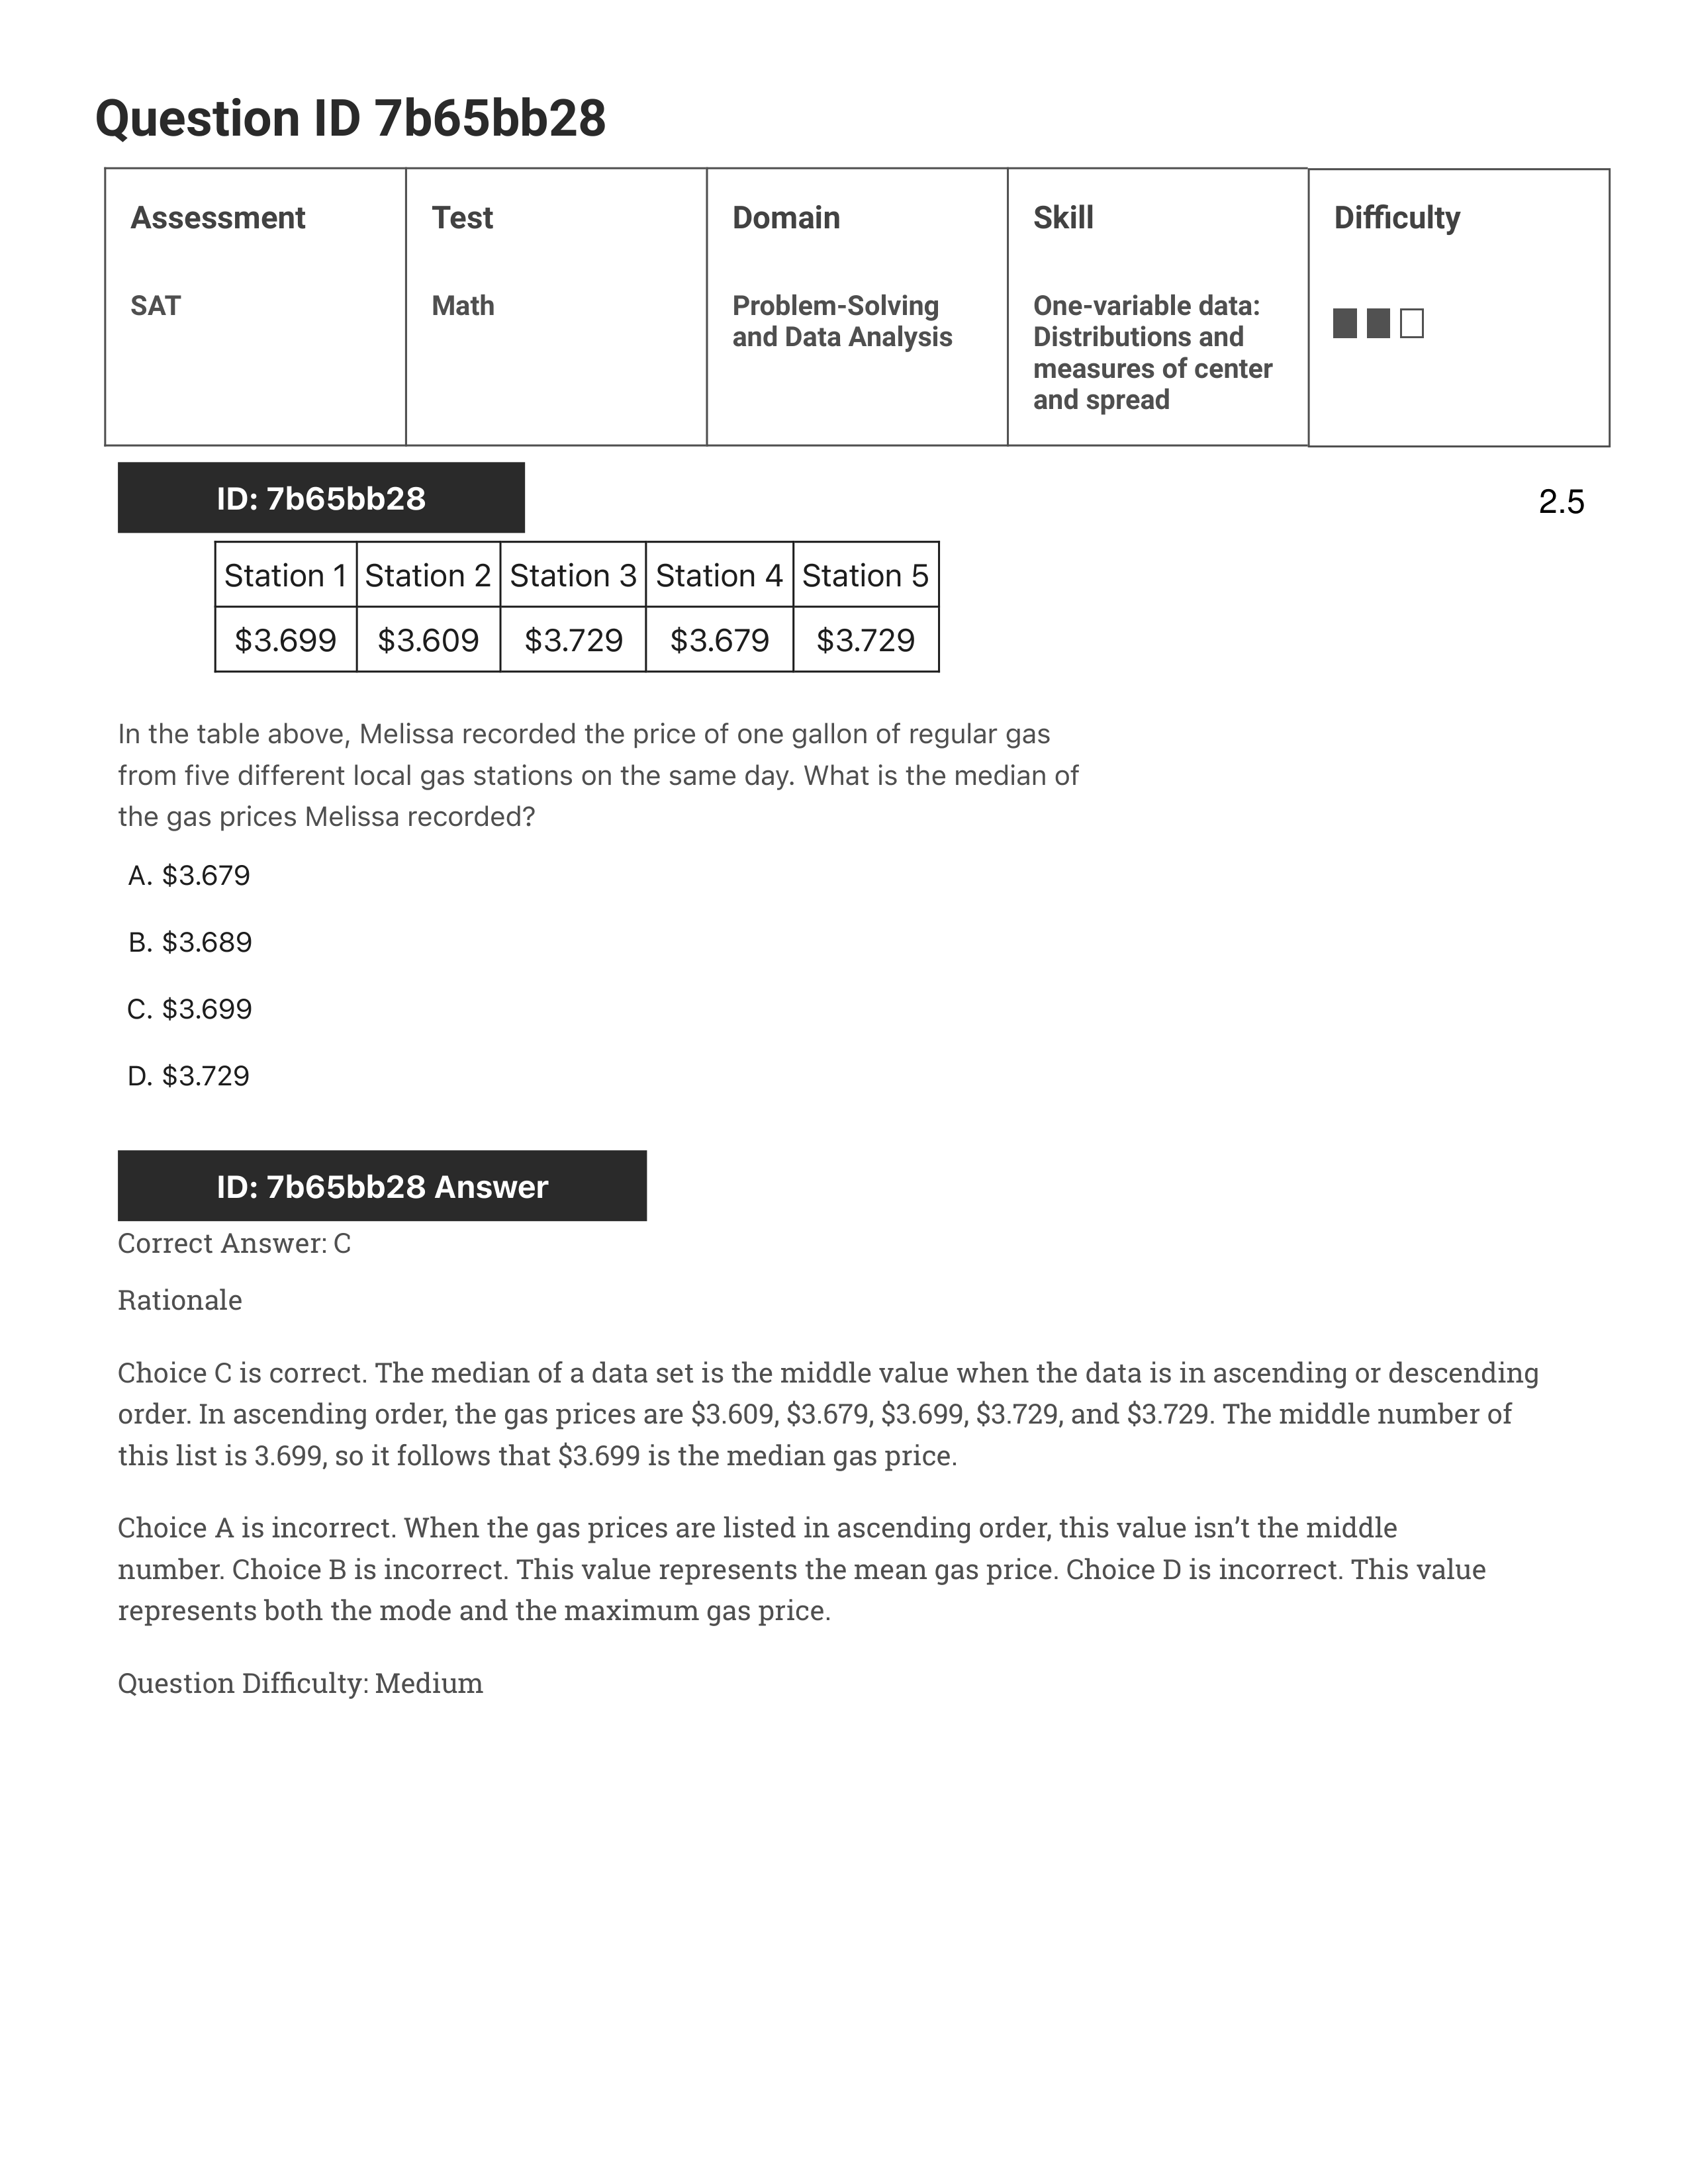 Question ID 7b65bb28
Assessment Test Domain Skill Difficulty
SAT Math Problem-Solving and Data Analysis One-variable data: Distributions and measures of center and spread
ID: 7b65bb28
2.5
Station 1 Station 2 Station 3 Station 4 Station 5
$3.699 $3.609 $3.729 $3.679 $3.729
In the table above, Melissa recorded the price of one gallon of regular gas
from five different local gas stations on the same day. What is the median of
the gas prices Melissa recorded?
A. $3.679
B. $3.689
C. $3.699
D. $3.729
ID: 7b65bb28 Answer
Correct Answer: C
Rationale
Choice C is correct. The median of a data set is the middle value when the data is in ascending or descending
order. In ascending order, the gas prices are $3.609, $3.679, $3.699, $3.729, and $3.729. The middle number of
this list is 3.699, so it follows that $3.699 is the median gas price.
Choice A is incorrect. When the gas prices are listed in ascending order, this value isn’t the middle
number. Choice B is incorrect. This value represents the mean gas price. Choice D is incorrect. This value
represents both the mode and the maximum gas price.
Question Difficulty: Medium